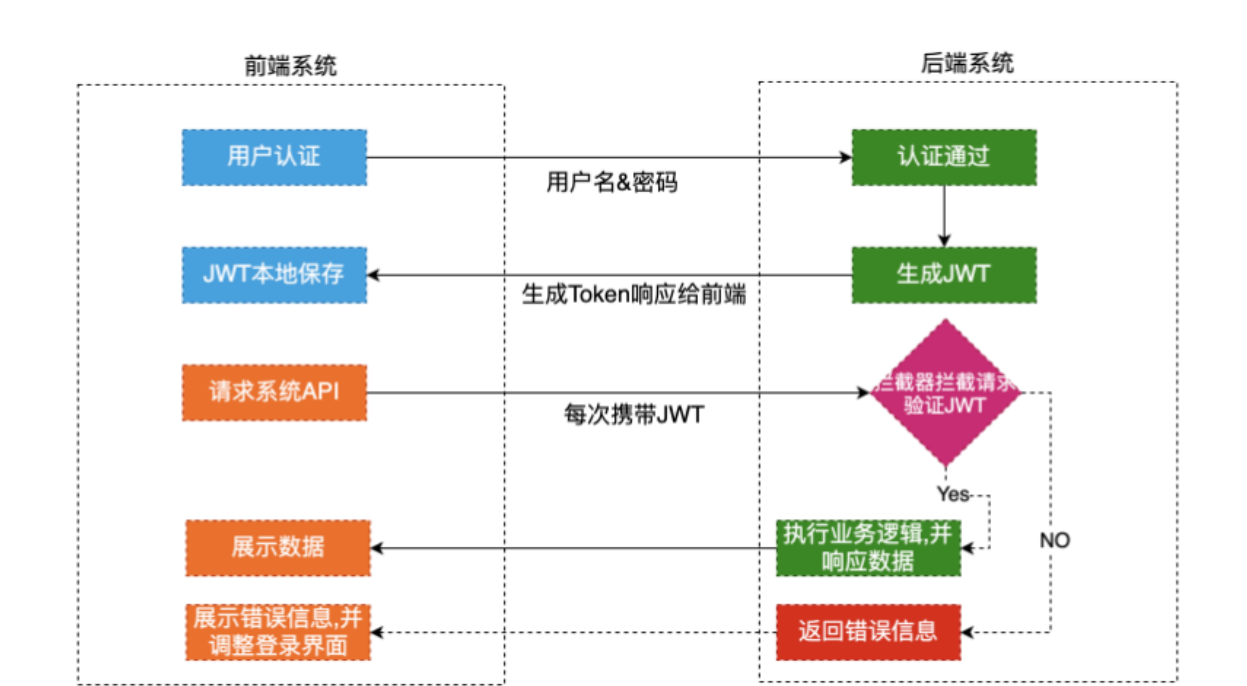 前端系统
后端系统
用户认证
认证通过
用户名&密码
JWT本地保存
生成JWT
生成Token响应给前端
请求系统API
拦截器拦截请求
验证JWT
每次携带JWT
Yes
展示数据
执行业务逻辑,并
响应数据
NO
展示错误信息,并
调整登录界面
返回错误信息